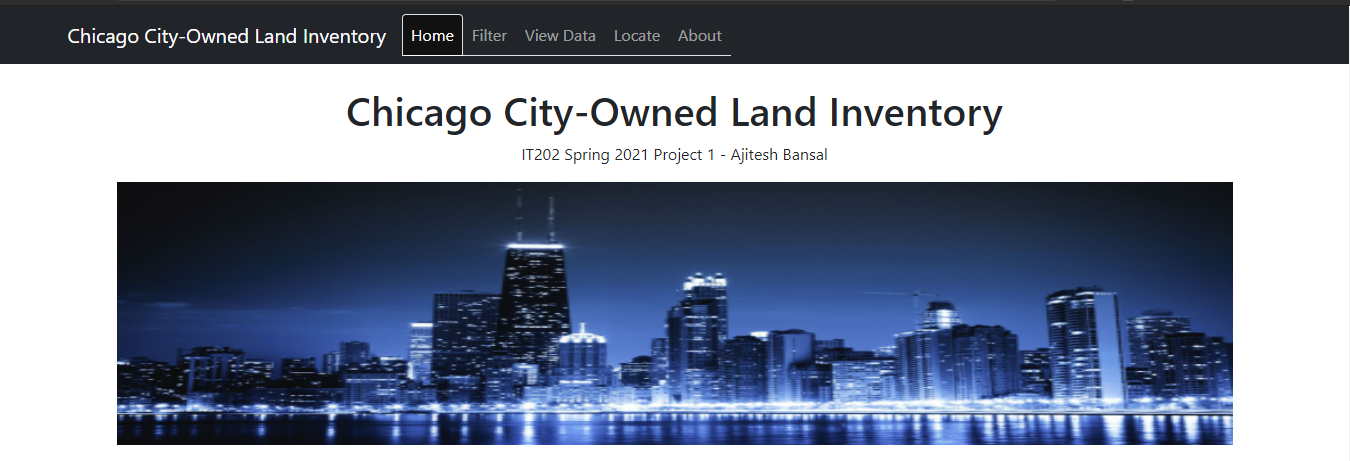 Chicago City-Owned Land Inventory Home Filter View Data Locate About
Chicago City-Owned Land Inventory
IT202 Spring 2021 Project 1 - Ajitesh Bansal